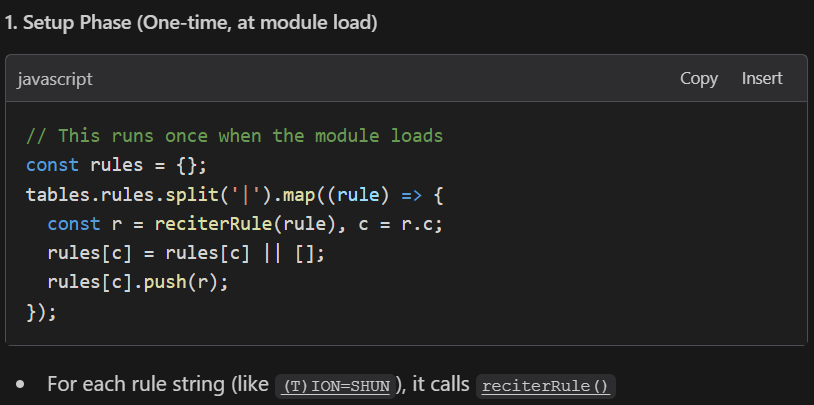 1. Setup Phase (One-time, at module load)
javascript Copy Insert
// This runs once when the module loads
const rules = {};
tables.rules.split('|').map((rule) => {
  const r = reciterRule(rule), c = r.c;
  rules[c] = rules[c] || [];
  rules[c].push(r);
});
• For each rule string (like (T)ION=SHUN), it calls reciterRule()